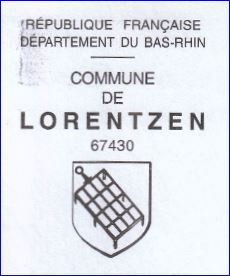 RÉPUBLIQUE FRANÇAISE
DÉPARTEMENT DU BAS-RHIN
COMMUNE
DE
LORENTZEN
67430